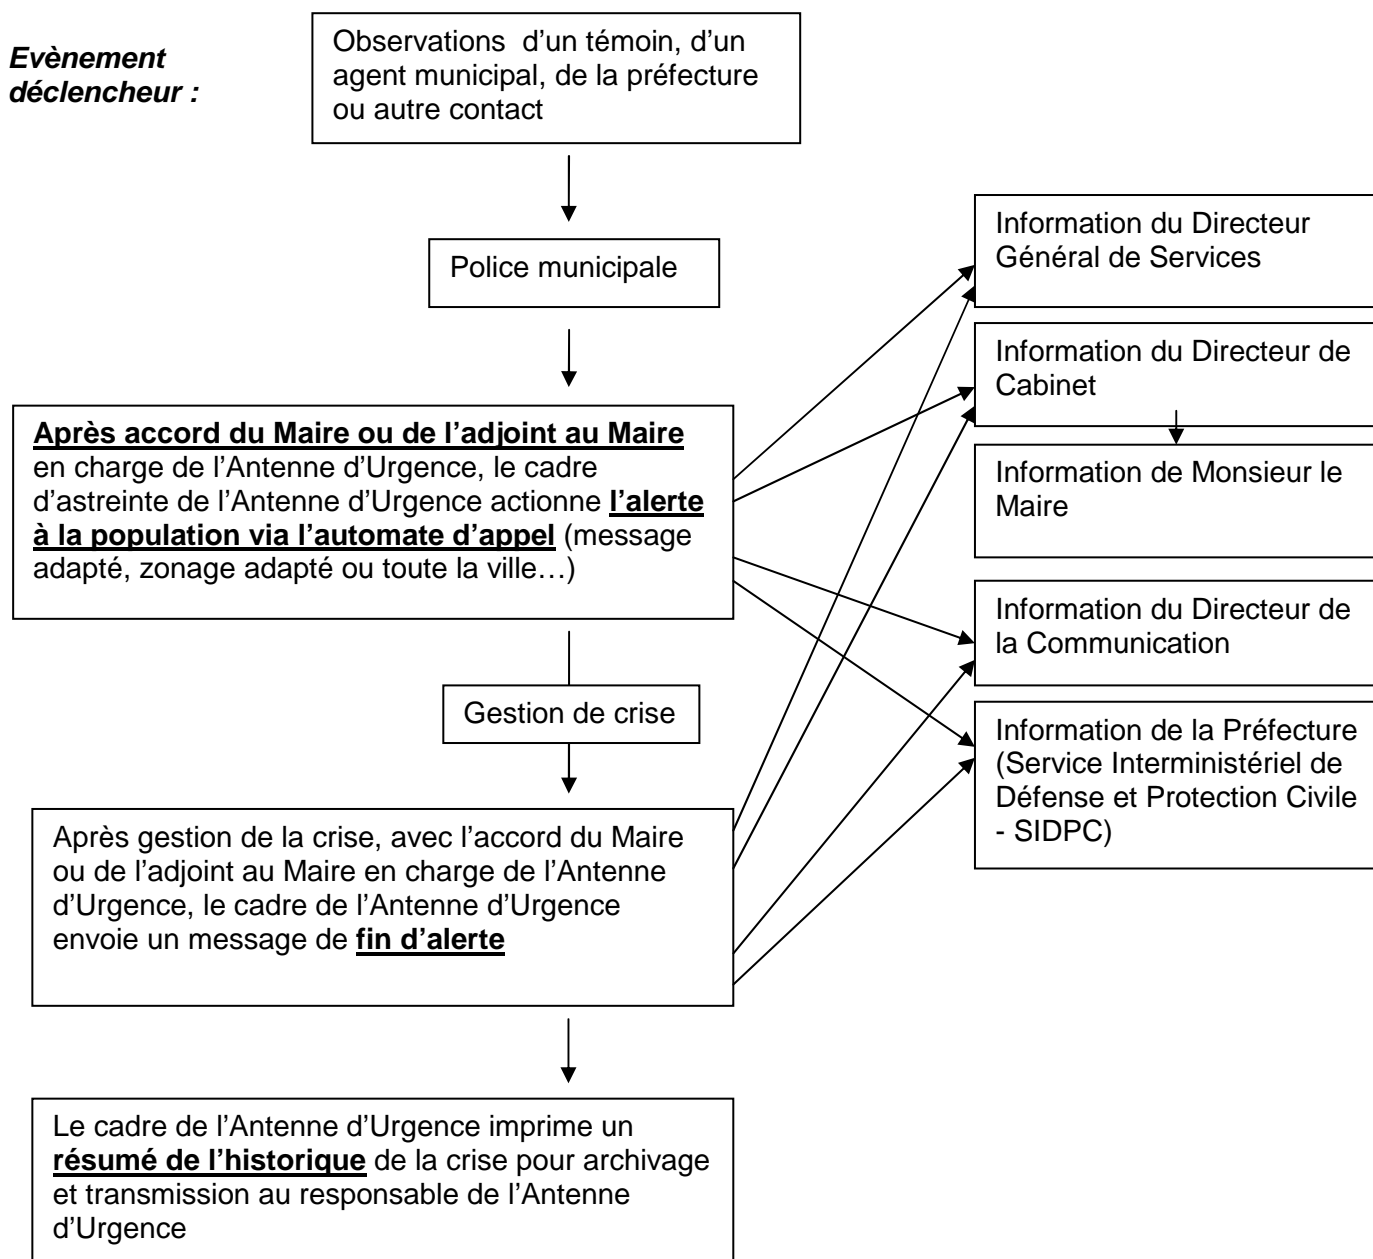 Evènement
déclencheur :
Observations d’un témoin, d’un
agent municipal, de la préfecture
ou autre contact
Police municipale
Après accord du Maire ou de l’adjoint au Maire
en charge de l’Antenne d’Urgence, le cadre
d’astreinte de l’Antenne d’Urgence actionne l’alerte
à la population via l’automate d’appel (message
adapté, zonage adapté ou toute la ville…)
Gestion de crise
Après gestion de la crise, avec l’accord du Maire
ou de l’adjoint au Maire en charge de l’Antenne
d’Urgence, le cadre de l’Antenne d’Urgence
envoie un message de fin d’alerte
Le cadre de l’Antenne d’Urgence imprime un
résumé de l’historique de la crise pour archivage
et transmission au responsable de l’Antenne
d’Urgence
Information du Directeur
Général de Services
Information du Directeur de
Cabinet
Information de Monsieur le
Maire
Information du Directeur de
la Communication
Information de la Préfecture
(Service Interministériel de
Défense et Protection Civile
- SIDPC)